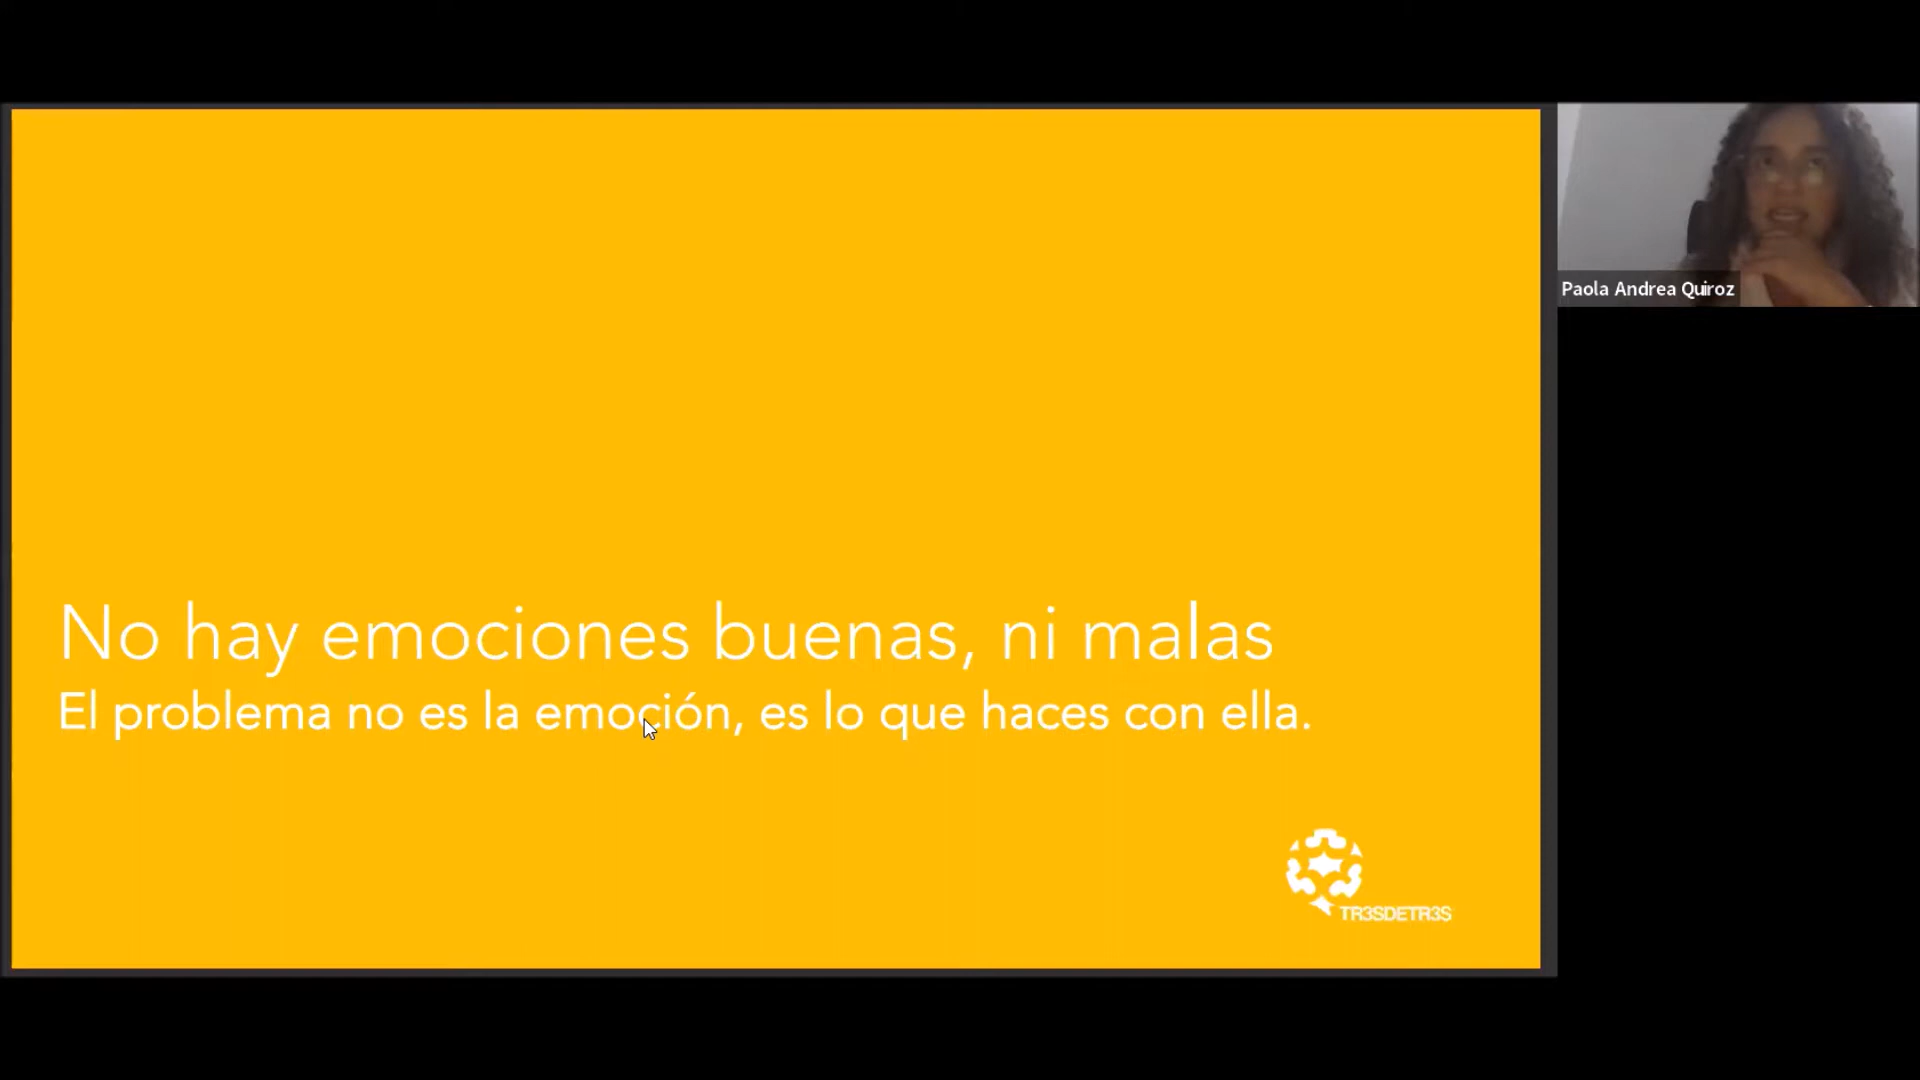 No hay emociones buenas, ni malas
El problema no es la emoción, es lo que haces con ella.
TR3SDETR3S
Paola Andrea Quiroz